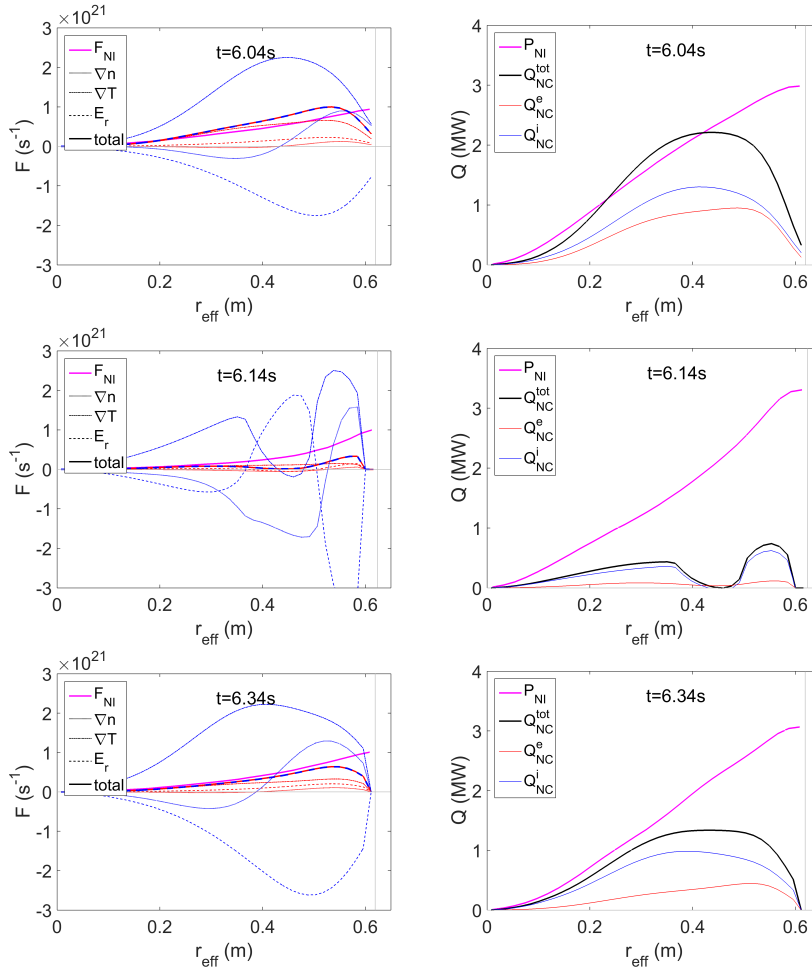 ×10²¹
3
2
1
0
-1
-2
-3
F (s⁻¹)
t=6.04s
F_NI
∇n
∇T
E_r
total
0 0.2 0.4 0.6
r_eff (m)
4
3
2
1
0
Q (MW)
t=6.04s
P_NI
Q_NC^tot
Q_NC^e
Q_NC^i
0 0.2 0.4 0.6
r_eff (m)
×10²¹
3
2
1
0
-1
-2
-3
F (s⁻¹)
t=6.14s
F_NI
∇n
∇T
E_r
total
0 0.2 0.4 0.6
r_eff (m)
4
3
2
1
0
Q (MW)
t=6.14s
P_NI
Q_NC^tot
Q_NC^e
Q_NC^i
0 0.2 0.4 0.6
r_eff (m)
×10²¹
3
2
1
0
-1
-2
-3
F (s⁻¹)
t=6.34s
F_NI
∇n
∇T
E_r
total
0 0.2 0.4 0.6
r_eff (m)
4
3
2
1
0
Q (MW)
t=6.34s
P_NI
Q_NC^tot
Q_NC^e
Q_NC^i
0 0.2 0.4 0.6
r_eff (m)